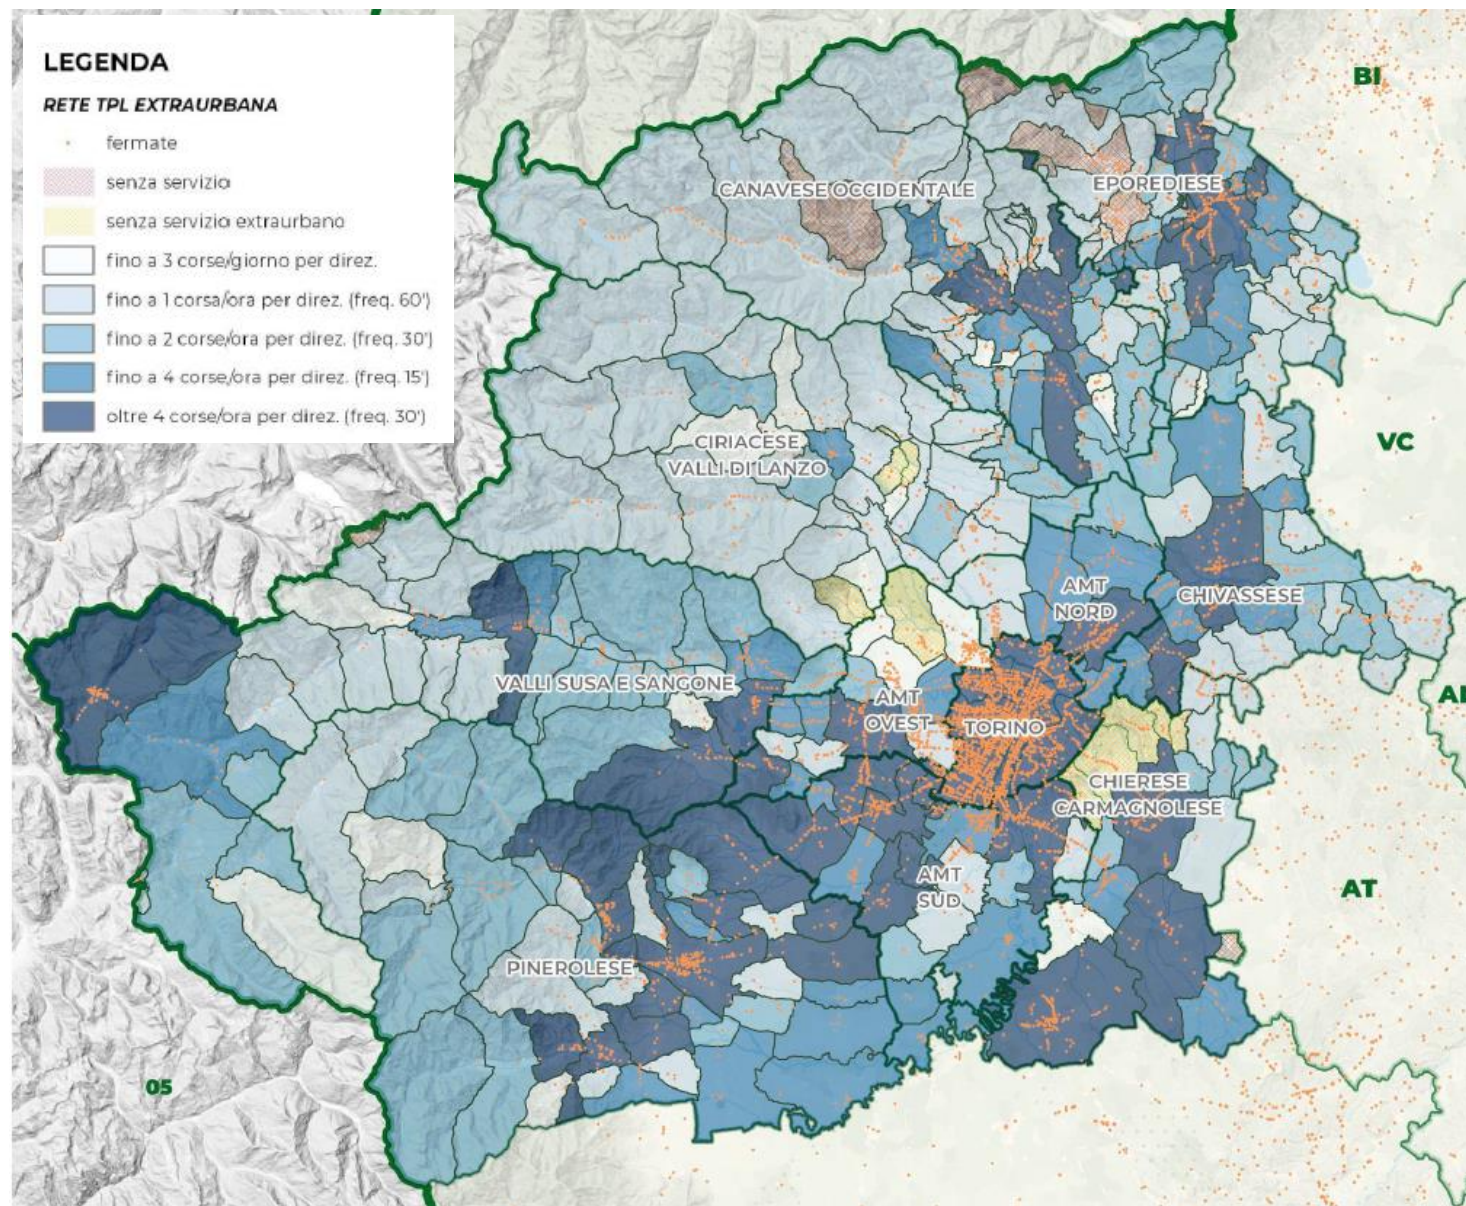 LEGENDA
RETE TPL EXTRAURBANA
fermate
senza servizio
senza servizio extraurbano
fino a 3 corse/giorno per direz.
fino a 1 corsa/ora per direz. (freq. 60')
fino a 2 corse/ora per direz. (freq. 30')
fino a 4 corse/ora per direz. (freq. 15')
oltre 4 corse/ora per direz. (freq. 30')
BI
CANAVESE OCCIDENTALE
EPOREDIESE
CIRIACESE
VALLI DI LANZO
VC
AMT
NORD
CHIVASSESE
VALLI SUSA E SANGONE
AMT
OVEST
TORINO
AL
CHIERESE
CARMAGNOLESE
AMT
SUD
AT
PINEROLESE
05